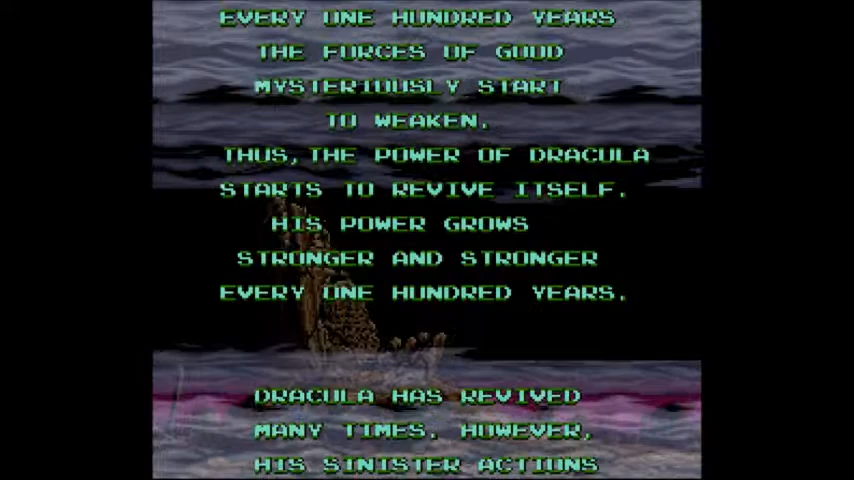 EVERY ONE HUNDRED YEARS
THE FORCES OF GOOD
MYSTERIOUSLY START
TO WEAKEN.
THUS, THE POWER OF DRACULA
STARTS TO REVIVE ITSELF.
HIS POWER GROWS
STRONGER AND STRONGER
EVERY ONE HUNDRED YEARS.
DRACULA HAS REVIVED
MANY TIMES. HOWEVER,
HIS SINISTER ACTIONS